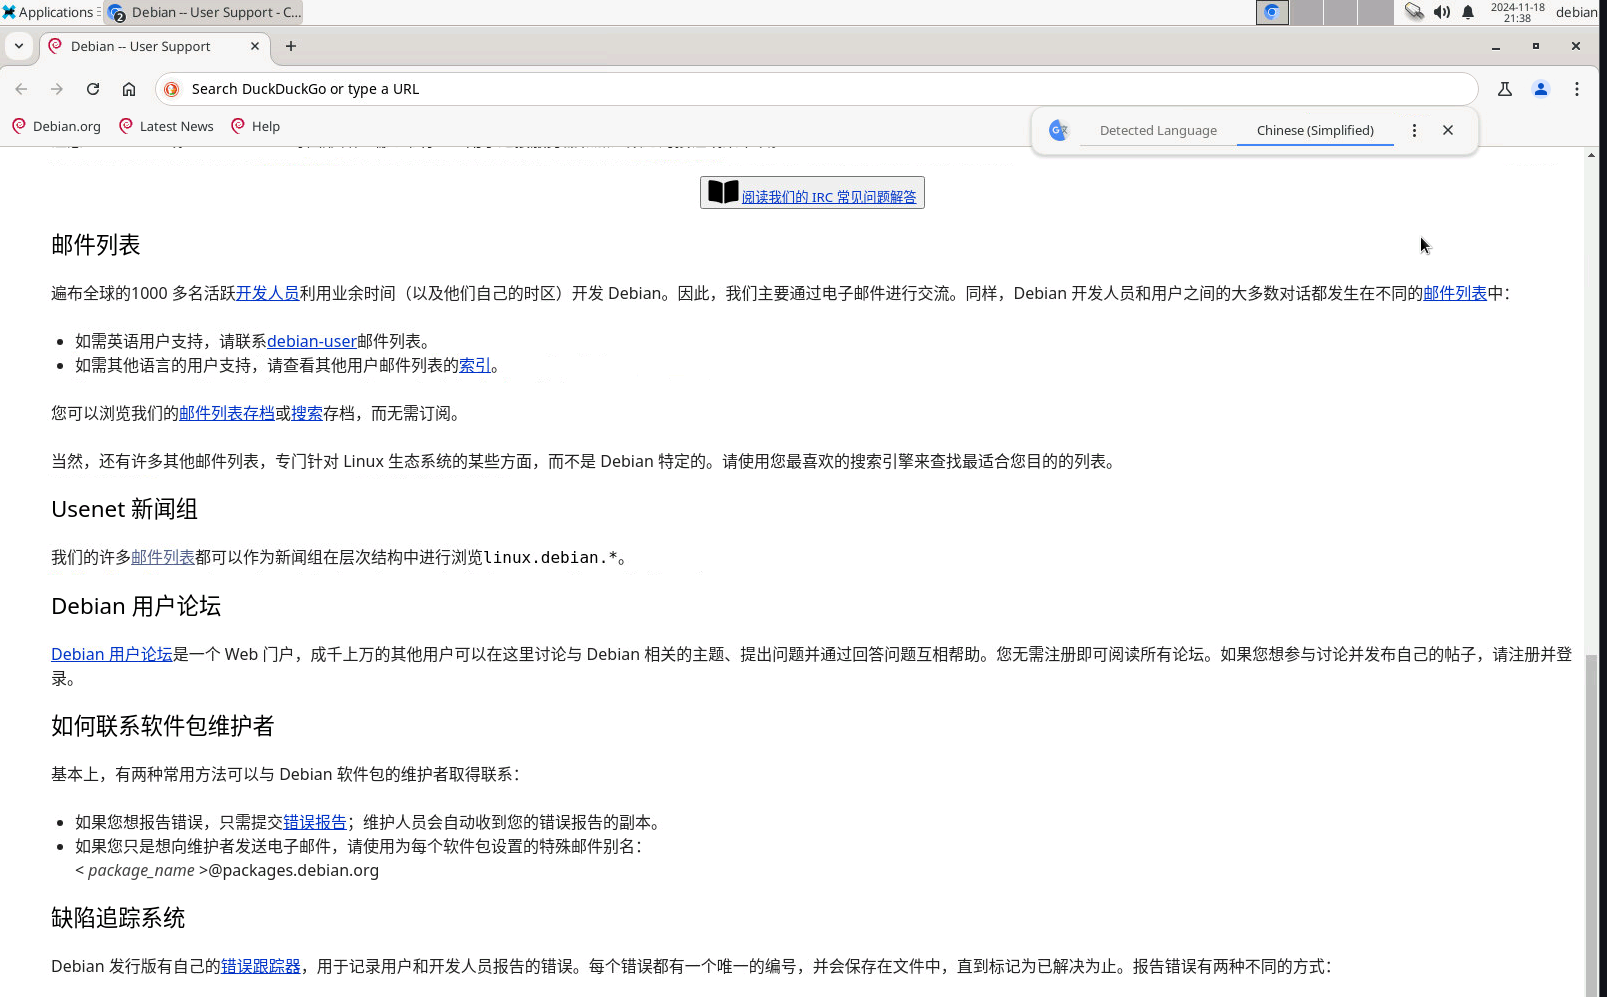 Applications
Debian -- User Support - C...
2024-11-18
21:38
debian
Debian -- User Support
Search DuckDuckGo or type a URL
Debian.org
Latest News
Help
Detected Language
Chinese (Simplified)
阅读我们的 IRC 常见问题解答
邮件列表
遍布全球的1000 多名活跃开发人员利用业余时间（以及他们自己的时区）开发 Debian。因此，我们主要通过电子邮件进行交流。同样，Debian 开发人员和用户之间的大多数对话都发生在不同的邮件列表中：
如需英语用户支持，请联系debian-user邮件列表。
如需其他语言的用户支持，请查看其他用户邮件列表的索引。
您可以浏览我们的邮件列表存档或搜索存档，而无需订阅。
当然，还有许多其他邮件列表，专门针对 Linux 生态系统的某些方面，而不是 Debian 特定的。请使用您最喜欢的搜索引擎来查找最适合您目的的列表。
Usenet 新闻组
我们的许多邮件列表都可以作为新闻组在层次结构中进行浏览linux.debian.*。
Debian 用户论坛
Debian 用户论坛是一个 Web 门户，成千上万的其他用户可以在这里讨论与 Debian 相关的主题、提出问题并通过回答问题互相帮助。您无需注册即可阅读所有论坛。如果您想参与讨论并发布自己的帖子，请注册并登
录。
如何联系软件包维护者
基本上，有两种常用方法可以与 Debian 软件包的维护者取得联系：
如果您想报告错误，只需提交错误报告；维护人员会自动收到您的错误报告的副本。
如果您只是想向维护者发送电子邮件，请使用为每个软件包设置的特殊邮件别名：
< package_name >@packages.debian.org
缺陷追踪系统
Debian 发行版有自己的错误跟踪器，用于记录用户和开发人员报告的错误。每个错误都有一个唯一的编号，并会保存在文件中，直到标记为已解决为止。报告错误有两种不同的方式：